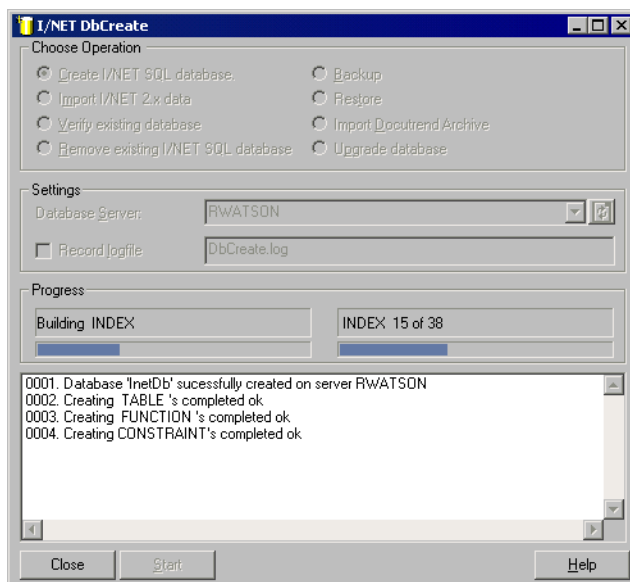 I/NET DbCreate
Choose Operation
Create I/NET SQL database.
Backup
Import I/NET 2.x data
Restore
Verify existing database
Import Docutrend Archive
Remove existing I/NET SQL database
Upgrade database
Settings
Database Server:
RWATSON
Record logfile
DbCreate.log
Progress
Building INDEX
INDEX 15 of 38
0001. Database 'InetDb' sucessfully created on server RWATSON
0002. Creating TABLE 's completed ok
0003. Creating FUNCTION 's completed ok
0004. Creating CONSTRAINT's completed ok
Close
Start
Help